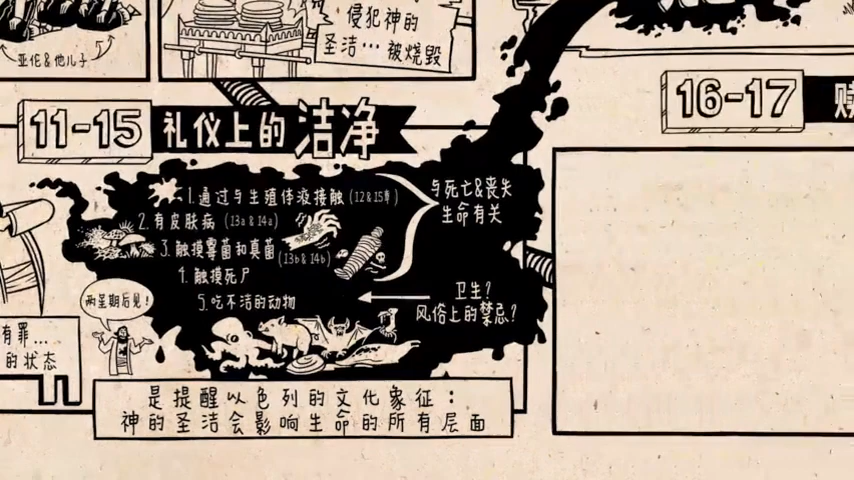 侵犯神的
圣洁…被烧毁
亚伦&他儿子
11-15 礼仪上的洁净
16-17
1.通过与生殖体液接触(12&15章)
2.有皮肤病(13a&14a)
3.触摸霉菌和真菌(13b&14b)
4.触摸死尸
5.吃不洁的动物
与死亡&丧失
生命有关
卫生?
风俗上的禁忌?
两星期后见!
有罪…
的状态
是提醒以色列的文化象征:
神的圣洁会影响生命的所有层面